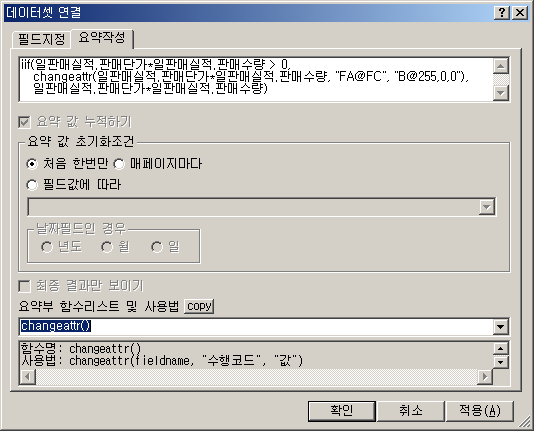 데이터셋 연결
필드지정 요약작성
iif(일판매실적.판매단가*일판매실적.판매수량 > 0,
changeattr(일판매실적.판매단가*일판매실적.판매수량, "FA@FC", "B@255,0,0"),
일판매실적.판매단가*일판매실적.판매수량)
요약 값 누적하기
요약 값 초기화조건
처음 한번만 매페이지마다
필드값에 따라
날짜필드인 경우
년도 월 일
최종 결과만 보이기
요약부 함수리스트 및 사용법 copy
changeattr()
함수명: changeattr()
사용법: changeattr(fieldname, "수행코드", "값")
확인 취소 적용(A)